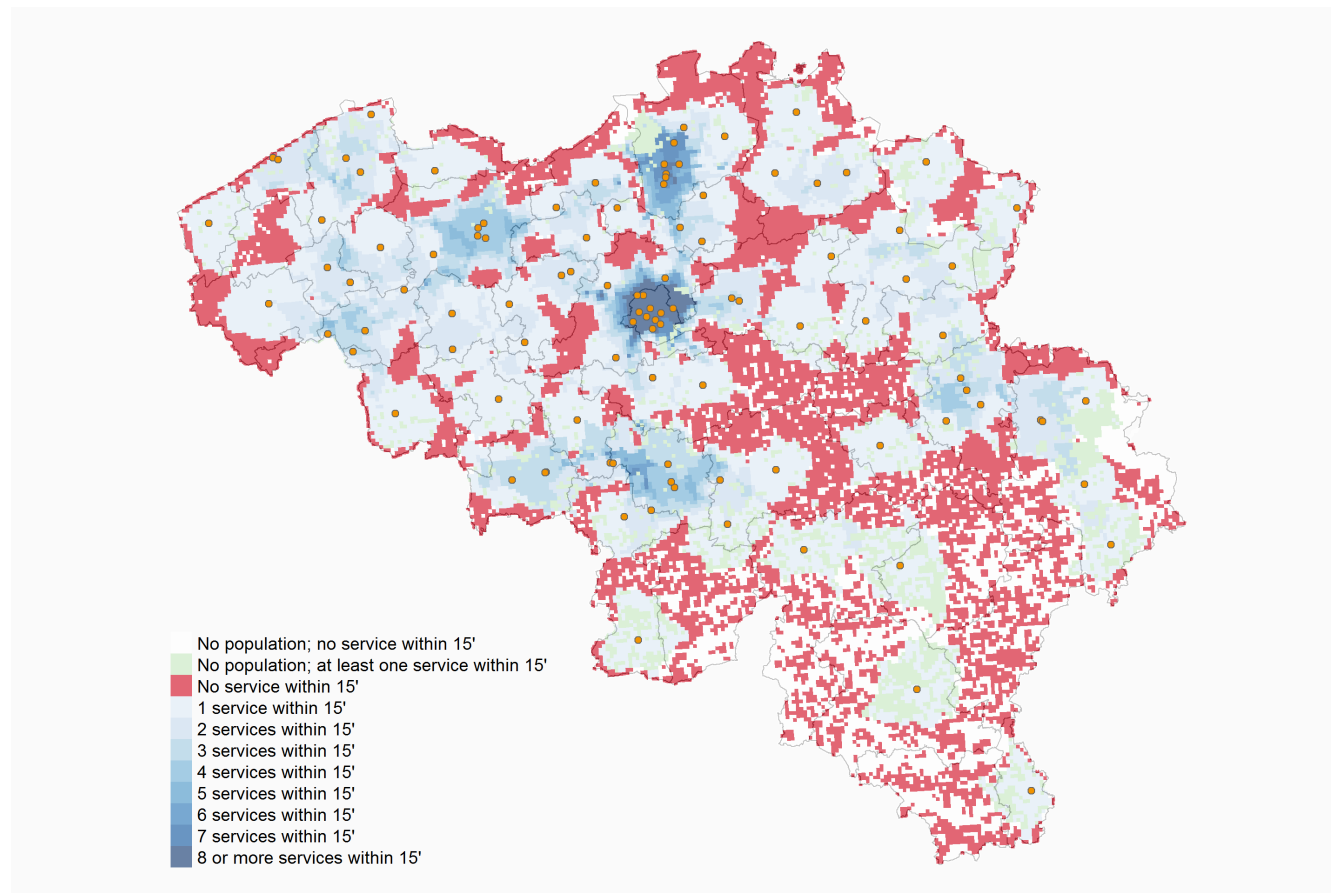 No population; no service within 15'
No population; at least one service within 15'
No service within 15'
1 service within 15'
2 services within 15'
3 services within 15'
4 services within 15'
5 services within 15'
6 services within 15'
7 services within 15'
8 or more services within 15'